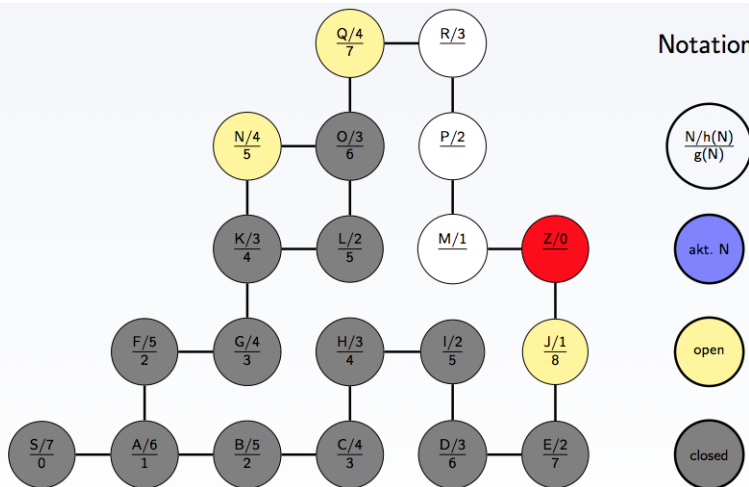 Q/4
7
R/3
Notation
N/4
5
O/3
6
P/2
N/h(N)
g(N)
K/3
4
L/2
5
M/1
Z/0
akt. N
F/5
2
G/4
3
H/3
4
I/2
5
J/1
8
open
S/7
0
A/6
1
B/5
2
C/4
3
D/3
6
E/2
7
closed